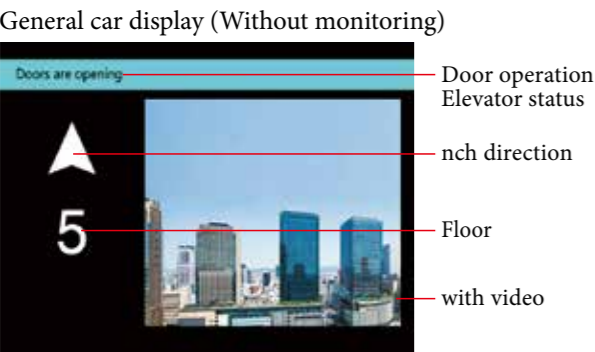 General car display (Without monitoring)
Doors are opening
Door operation
Elevator status
nch direction
5
Floor
with video